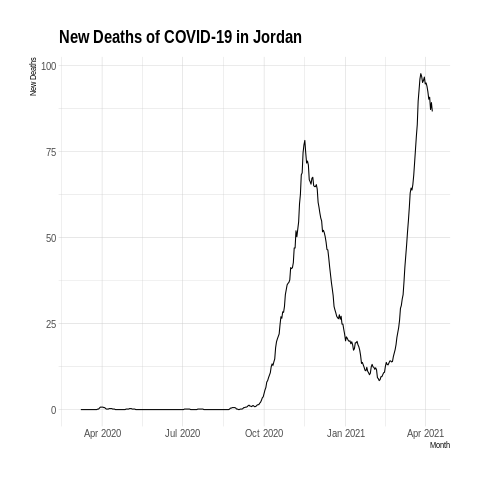 New Deaths of COVID-19 in Jordan
New Deaths
100
75
50
25
0
Apr 2020 Jul 2020 Oct 2020 Jan 2021 Apr 2021
Month